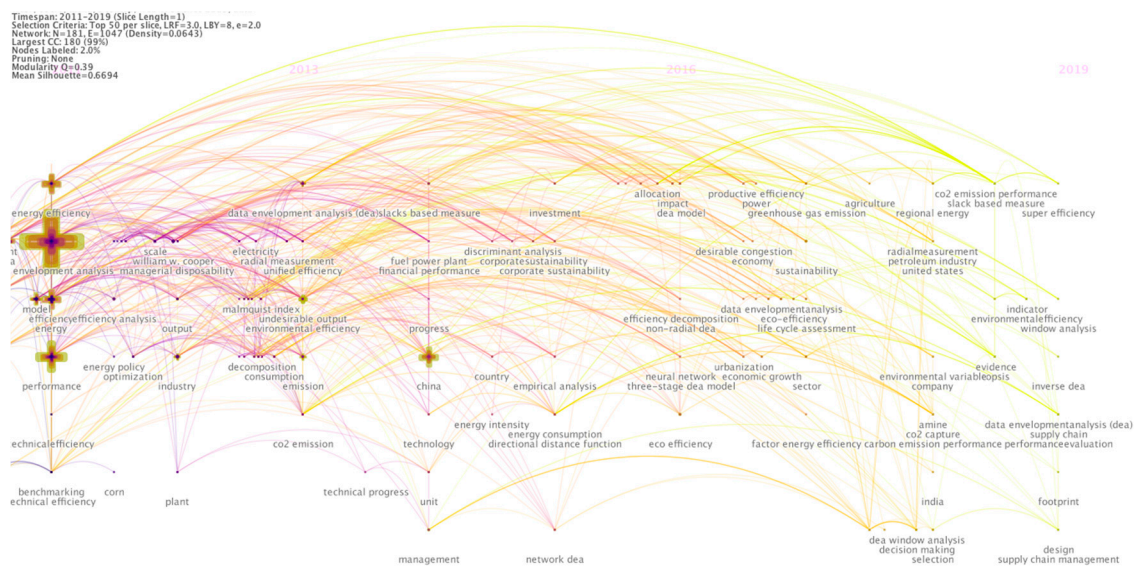 Timespan: 2011-2019 (Slice Length=1)
Selection Criteria: Top 50 per slice, LRF=3.0, LBY=8, e=2.0
Network: N=181, E=1047 (Density=0.0643)
Largest CC: 180 (99%)
Nodes Labeled: 2.0%
Pruning: None
Modularity Q=0.39
Mean Silhouette=0.6694
2013 2016 2019
allocation productive efficiency co2 emission performance
impact power agriculture slack based measure
energy efficiency data envelopment analysis (dea) slacks based measure investment dea model greenhouse gas emission regional energy super efficiency
scale electricity discriminant analysis desirable congestion radialmeasurement
william w. cooper radial measurement fuel power plant corporatesustainability economy petroleum industry
envelopment analysis managerial disposability unified efficiency financial performance corporate sustainability sustainability united states
model malmquist index data envelopmentanalysis indicator
efficiency efficiency analysis undesirable output efficiency decomposition eco-efficiency environmentalefficiency
energy output environmental efficiency progress non-radial dea life cycle assessment window analysis
energy policy decomposition urbanization evidence
optimization consumption country neural network economic growth environmental variable opsis
performance industry emission china empirical analysis three-stage dea model sector company inverse dea
energy intensity amine data envelopmentanalysis (dea)
energy consumption co2 capture supply chain
echnicalefficiency co2 emission technology directional distance function eco efficiency factor energy efficiency carbon emission performance performanceevaluation
benchmarking corn technical progress
echnical efficiency plant unit india footprint
dea window analysis
decision making design
management network dea selection supply chain management